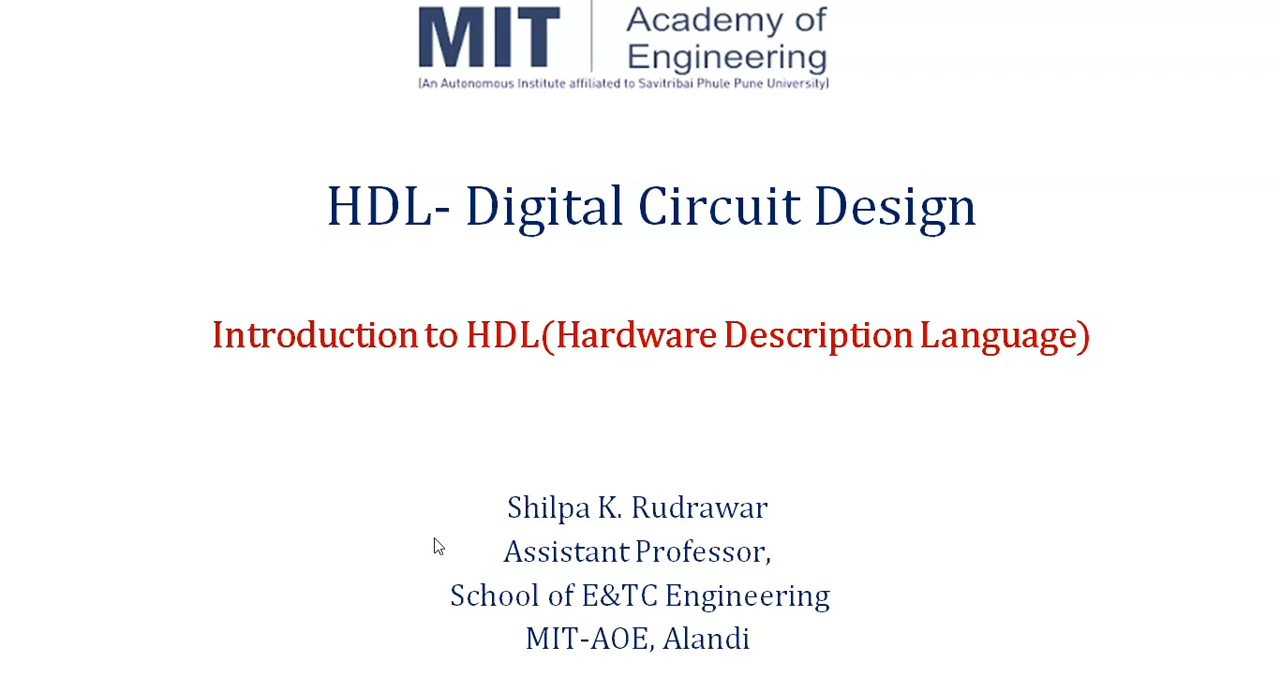 MIT
Academy of
Engineering
(An Autonomous Institute affiliated to Savitribai Phule Pune University)
HDL- Digital Circuit Design
Introduction to HDL(Hardware Description Language)
Shilpa K. Rudrawar
Assistant Professor,
School of E&TC Engineering
MIT-AOE, Alandi